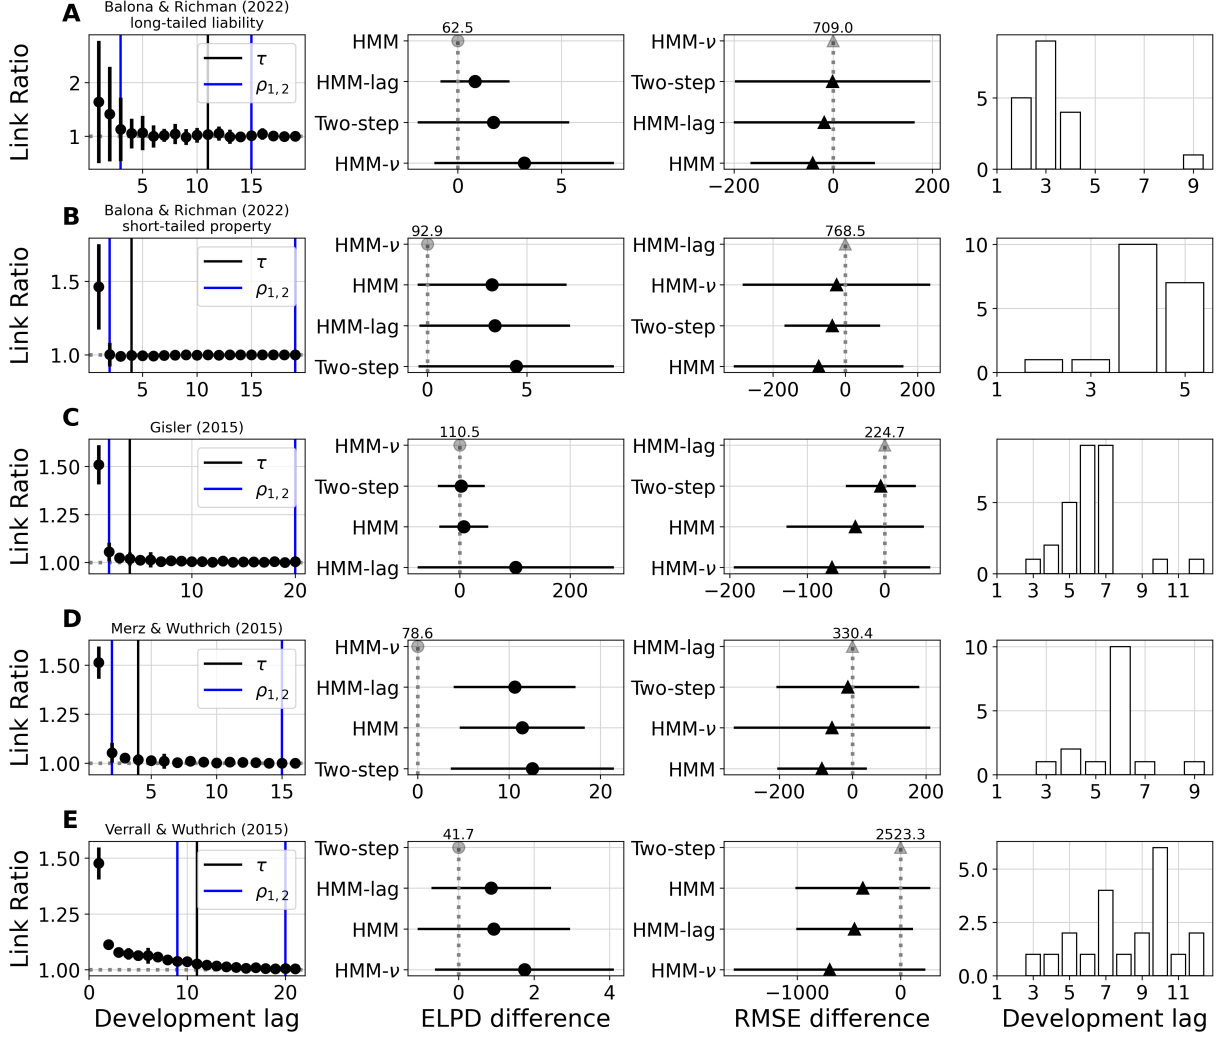 A
Balona & Richman (2022)
long-tailed liability
Link Ratio
2
1
5 10 15
τ
ρ1, 2
62.5
HMM
HMM-lag
Two-step
HMM-ν
0 5
709.0
HMM-ν
Two-step
HMM-lag
HMM
−200 0 200
5
0
1 3 5 7 9
B
Balona & Richman (2022)
short-tailed property
Link Ratio
1.5
1.0
5 10 15
τ
ρ1, 2
92.9
HMM-ν
HMM
HMM-lag
Two-step
0 5
768.5
HMM-lag
HMM-ν
Two-step
HMM
−200 0 200
10
5
0
1 3 5
C
Gisler (2015)
Link Ratio
1.50
1.25
1.00
10 20
τ
ρ1, 2
110.5
HMM-ν
Two-step
HMM
HMM-lag
0 200
224.7
HMM-lag
Two-step
HMM
HMM-ν
−200 −100 0
5
0
1 3 5 7 9 11
D
Merz & Wuthrich (2015)
Link Ratio
1.50
1.25
1.00
5 10 15
τ
ρ1, 2
78.6
HMM-ν
HMM-lag
HMM
Two-step
0 10 20
330.4
HMM-lag
Two-step
HMM-ν
HMM
−200 0 200
10
5
0
1 3 5 7 9
E
Verrall & Wuthrich (2015)
Link Ratio
1.50
1.25
1.00
0 10 20
Development lag
τ
ρ1, 2
41.7
Two-step
HMM-lag
HMM
HMM-ν
0 2 4
ELPD difference
2523.3
Two-step
HMM
HMM-lag
HMM-ν
−1000 0
RMSE difference
5.0
2.5
0.0
1 3 5 7 9 11
Development lag